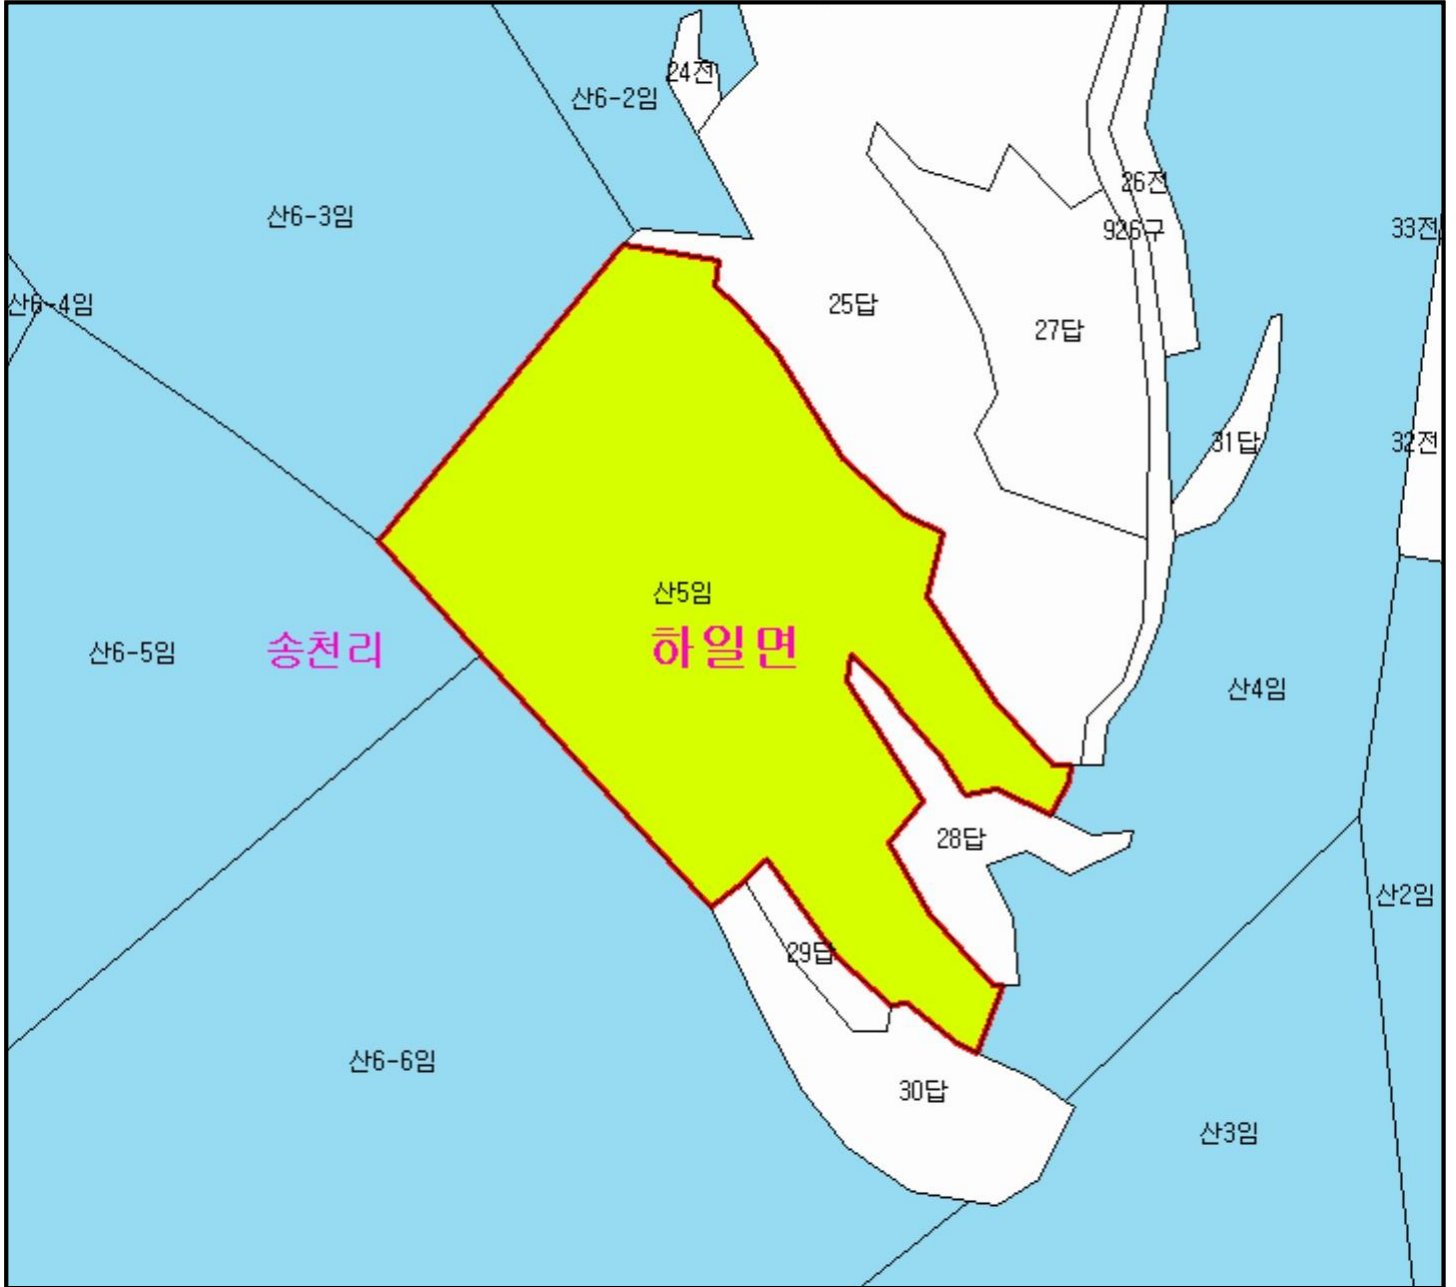 24전
산6-2임
26전
산6-3임
926구
33전
산6-4임
25답
27답
31답
32전
산5임
산6-5임
송천리
하일면
산4임
28답
산2임
29답
산6-6임
30답
산3임